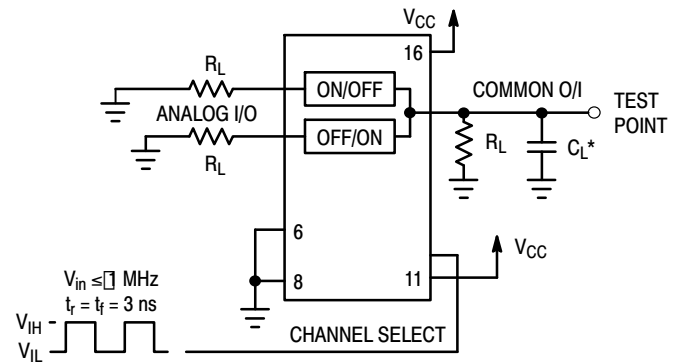 VCC
16
RL
ON/OFF
COMMON O/I
ANALOG I/O
TEST
POINT
OFF/ON
RL
CL*
RL
6
VCC
Vin ≤ 1 MHz
8
11
tr = tf = 3 ns
VIH
CHANNEL SELECT
VIL